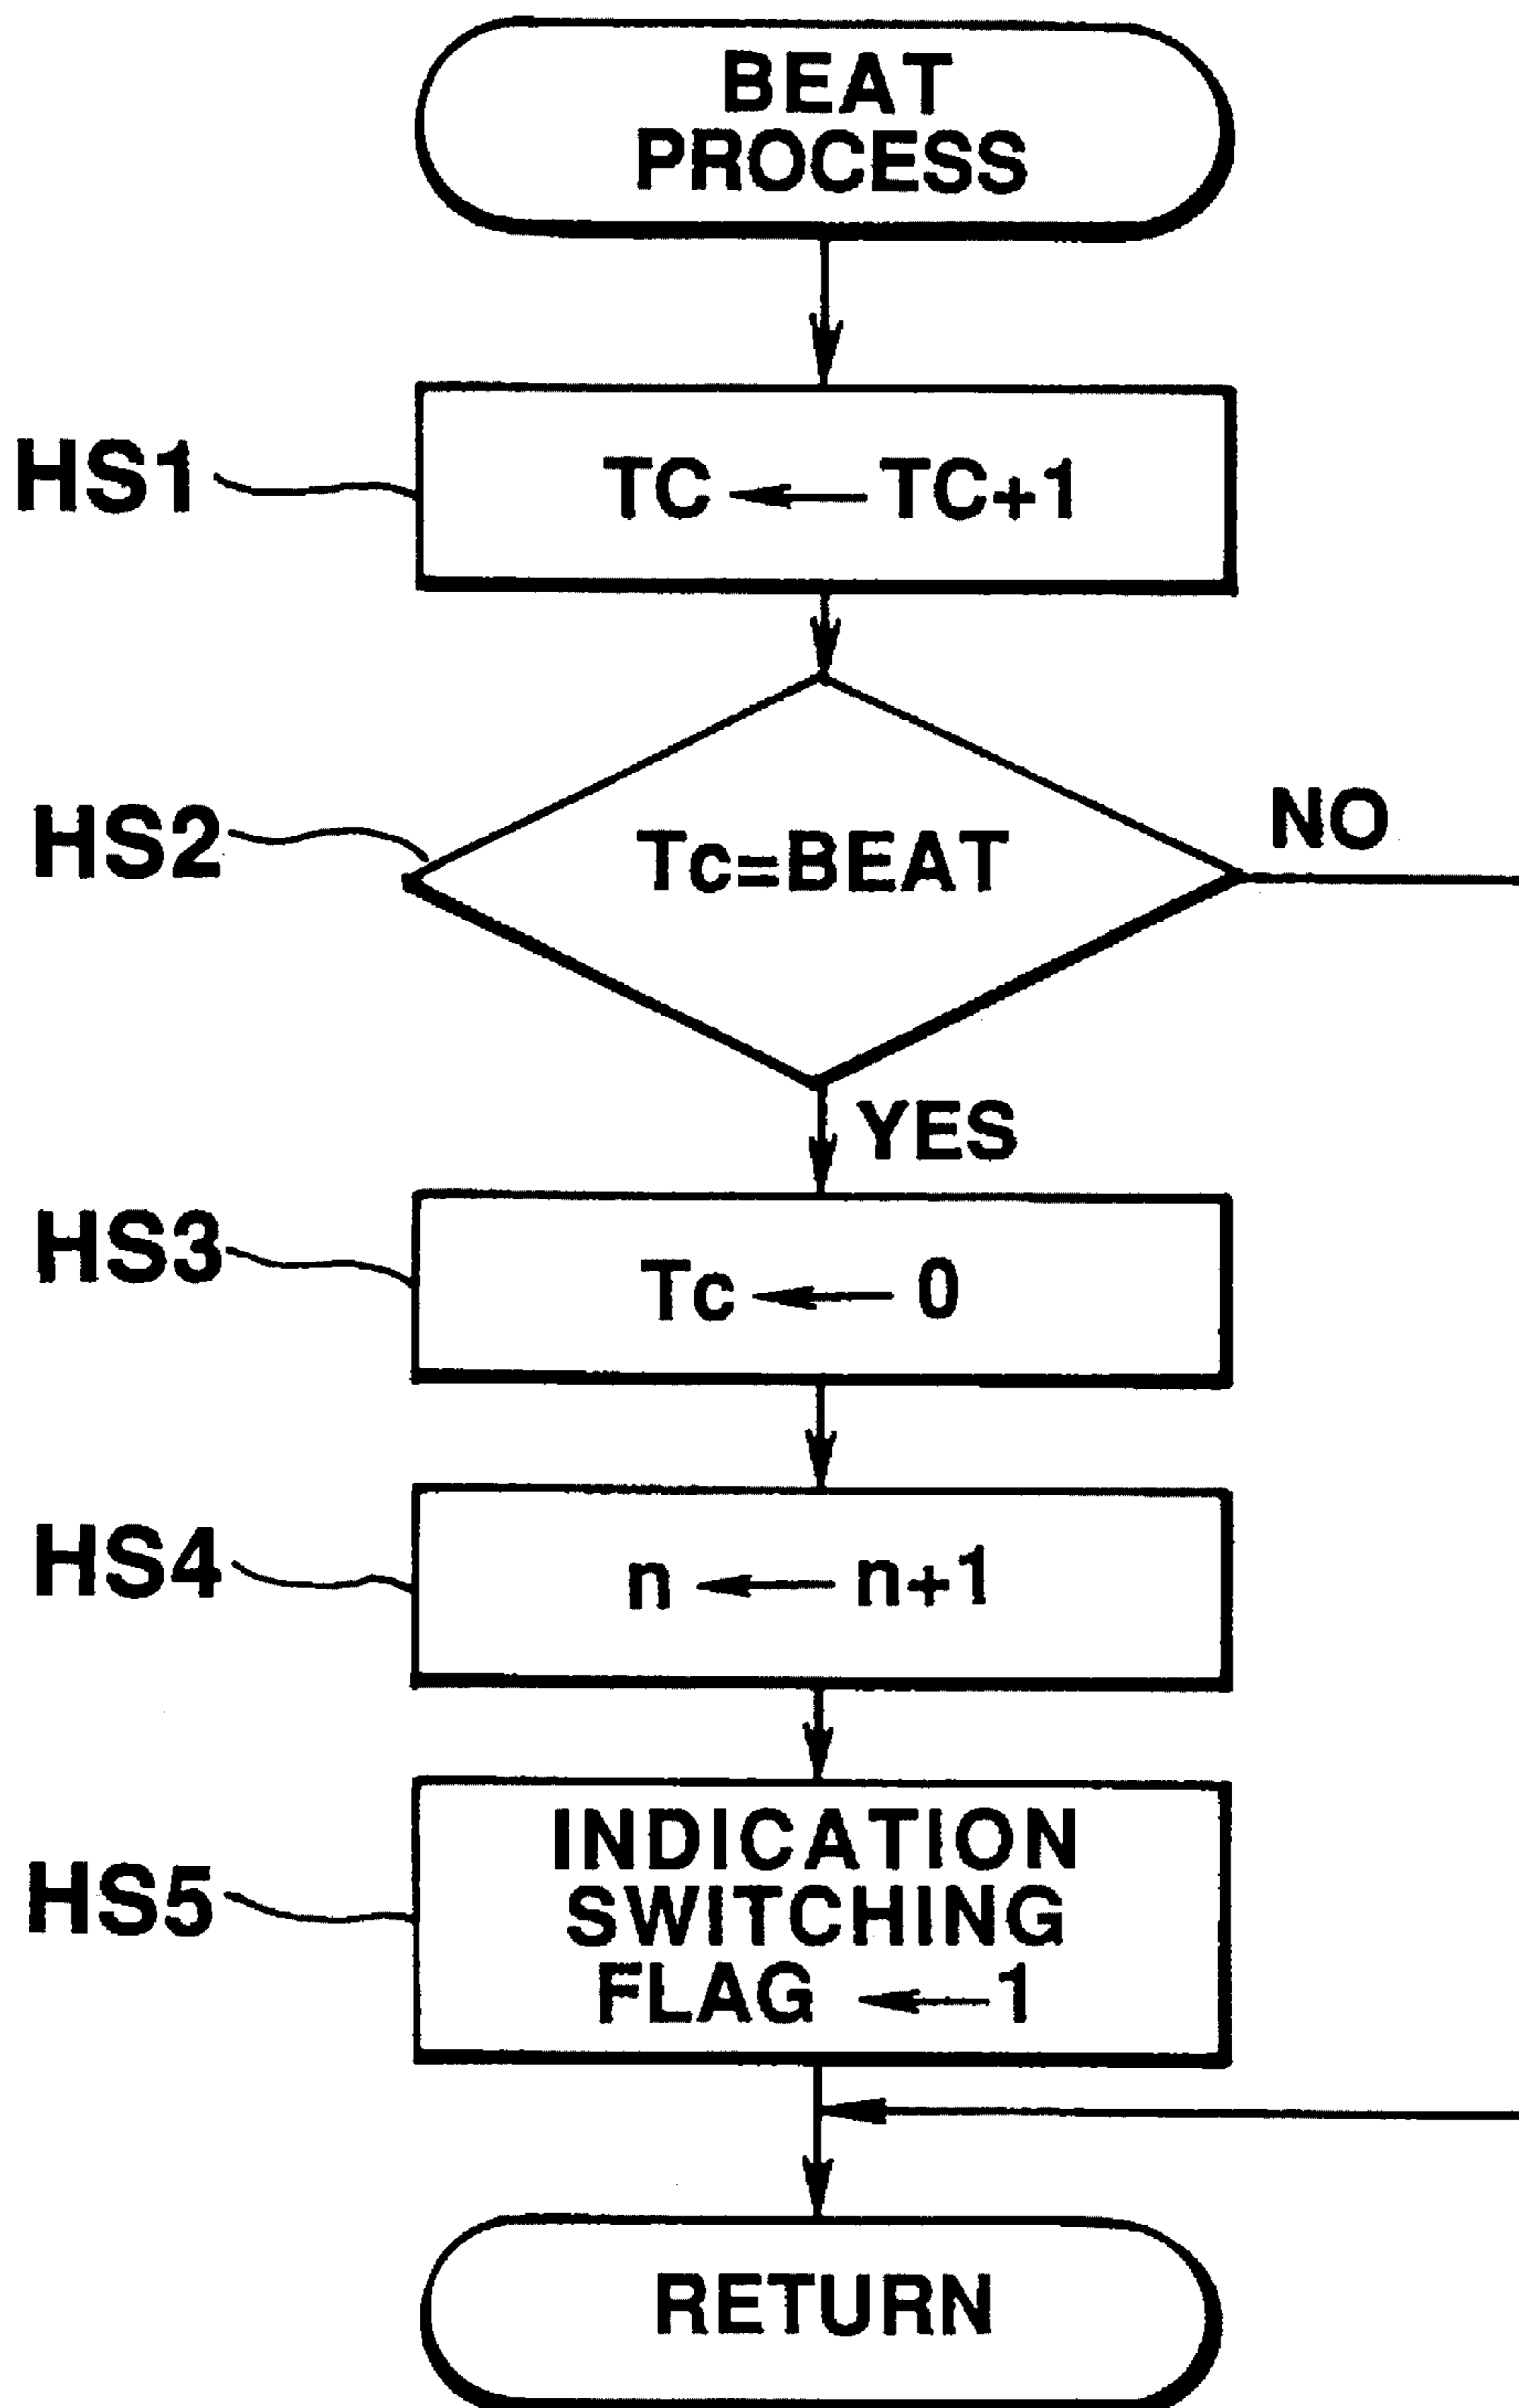 BEAT
PROCESS
HS1
TC ← TC+1
HS2
Tc=BEAT
NO
YES
HS3
Tc ← 0
HS4
n ← n+1
HS5
INDICATION
SWITCHING
FLAG ← 1
RETURN